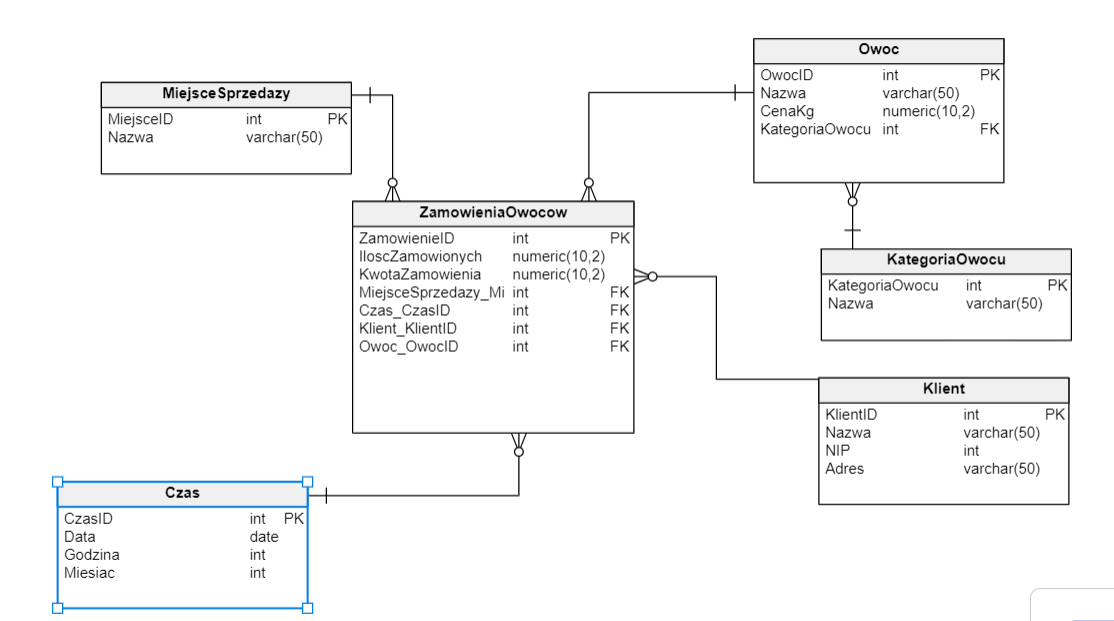 MiejsceSprzedazy
MiejsceID int PK
Nazwa varchar(50)
Owoc
OwocID int PK
Nazwa varchar(50)
CenaKg numeric(10,2)
KategoriaOwocu int FK
ZamowieniaOwocow
ZamowienieID int PK
IloscZamowionych numeric(10,2)
KwotaZamowienia numeric(10,2)
MiejsceSprzedazy_Mi int FK
Czas_CzasID int FK
Klient_KlientID int FK
Owoc_OwocID int FK
KategoriaOwocu
KategoriaOwocu int PK
Nazwa varchar(50)
Klient
KlientID int PK
Nazwa varchar(50)
NIP int
Adres varchar(50)
Czas
CzasID int PK
Data date
Godzina int
Miesiac int